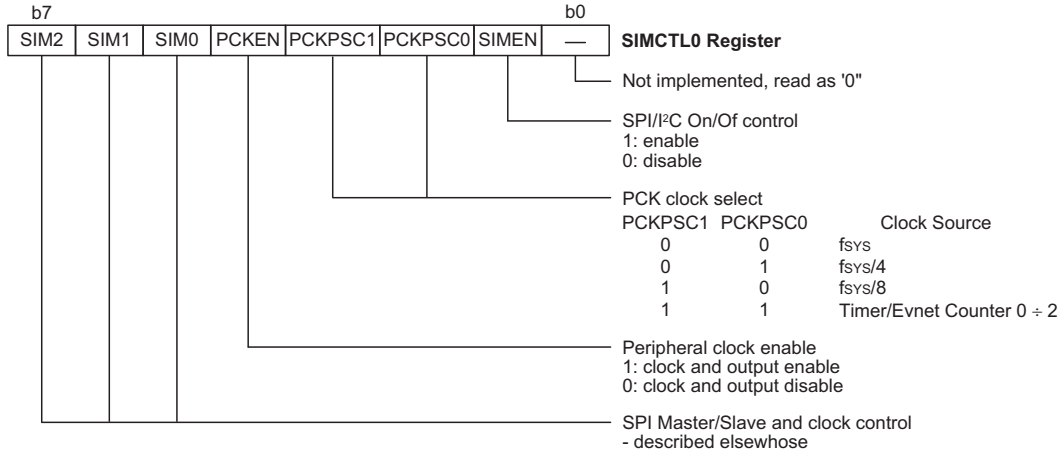 b7 b0
SIM2 SIM1 SIM0 PCKEN PCKPSC1 PCKPSC0 SIMEN — SIMCTL0 Register
Not implemented, read as '0"
SPI/I²C On/Of control
1: enable
0: disable
PCK clock select
PCKPSC1 PCKPSC0 Clock Source
0 0 fSYS
0 1 fSYS/4
1 0 fSYS/8
1 1 Timer/Evnet Counter 0 ÷ 2
Peripheral clock enable
1: clock and output enable
0: clock and output disable
SPI Master/Slave and clock control
- described elsewhose